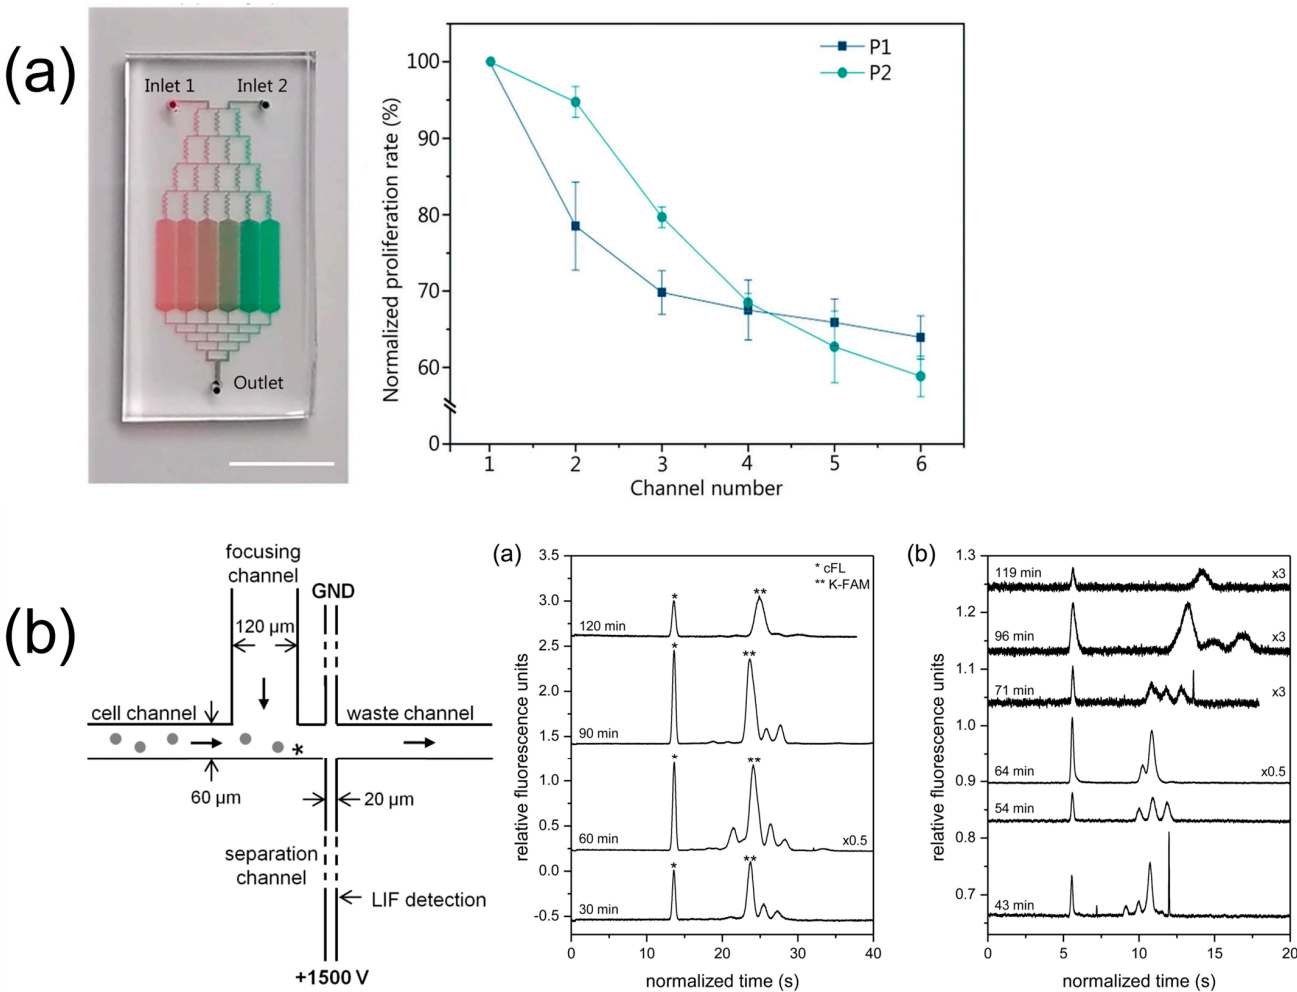 (a)
Inlet 1 Inlet 2
Outlet
Normalized proliferation rate (%)
100
90
80
70
60
0
P1
P2
1 2 3 4 5 6
Channel number
(b)
focusing
channel
GND
120 µm
cell channel
waste channel
*
60 µm
20 µm
separation
channel
LIF detection
+1500 V
(a)
relative fluorescence units
3.5
3.0
2.5
2.0
1.5
1.0
0.5
0.0
-0.5
* cFL
** K-FAM
120 min * **
90 min * **
60 min * ** x0.5
30 min * **
0 10 20 30 40
normalized time (s)
(b)
relative fluorescence units
1.3
1.2
1.1
1.0
0.9
0.8
0.7
119 min x3
96 min x3
71 min x3
64 min x0.5
54 min
43 min
0 5 10 15 20
normalized time (s)